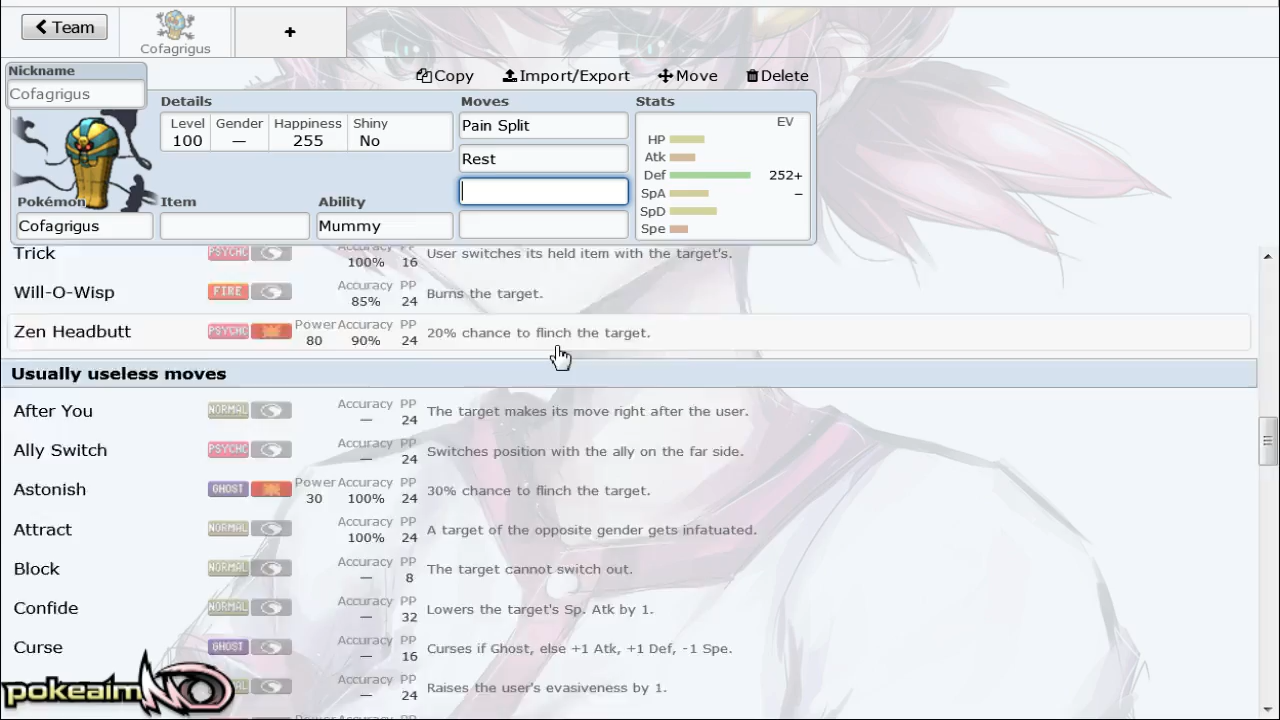 Team
Cofagrigus
+
Nickname
Cofagrigus
Copy Import/Export Move Delete
Details
Level Gender Happiness Shiny
100 — 255 No
Pokémon Item Ability
Cofagrigus Mummy
Moves
Pain Split
Rest
Stats
EV
HP
Atk
Def 252+
SpA –
SpD
Spe
Trick PSYCHC Accuracy 100% PP 16 User switches its held item with the target's.
Will-O-Wisp FIRE Accuracy 85% PP 24 Burns the target.
Zen Headbutt PSYCHC Power 80 Accuracy 90% PP 24 20% chance to flinch the target.
Usually useless moves
After You NORMAL Accuracy — PP 24 The target makes its move right after the user.
Ally Switch PSYCHC Accuracy — PP 24 Switches position with the ally on the far side.
Astonish GHOST Power 30 Accuracy 100% PP 24 30% chance to flinch the target.
Attract NORMAL Accuracy 100% PP 24 A target of the opposite gender gets infatuated.
Block NORMAL Accuracy — PP 8 The target cannot switch out.
Confide NORMAL Accuracy — PP 32 Lowers the target's Sp. Atk by 1.
Curse GHOST Accuracy — PP 16 Curses if Ghost, else +1 Atk, +1 Def, -1 Spe.
Accuracy — PP 24 Raises the user's evasiveness by 1.
pokeaimMD